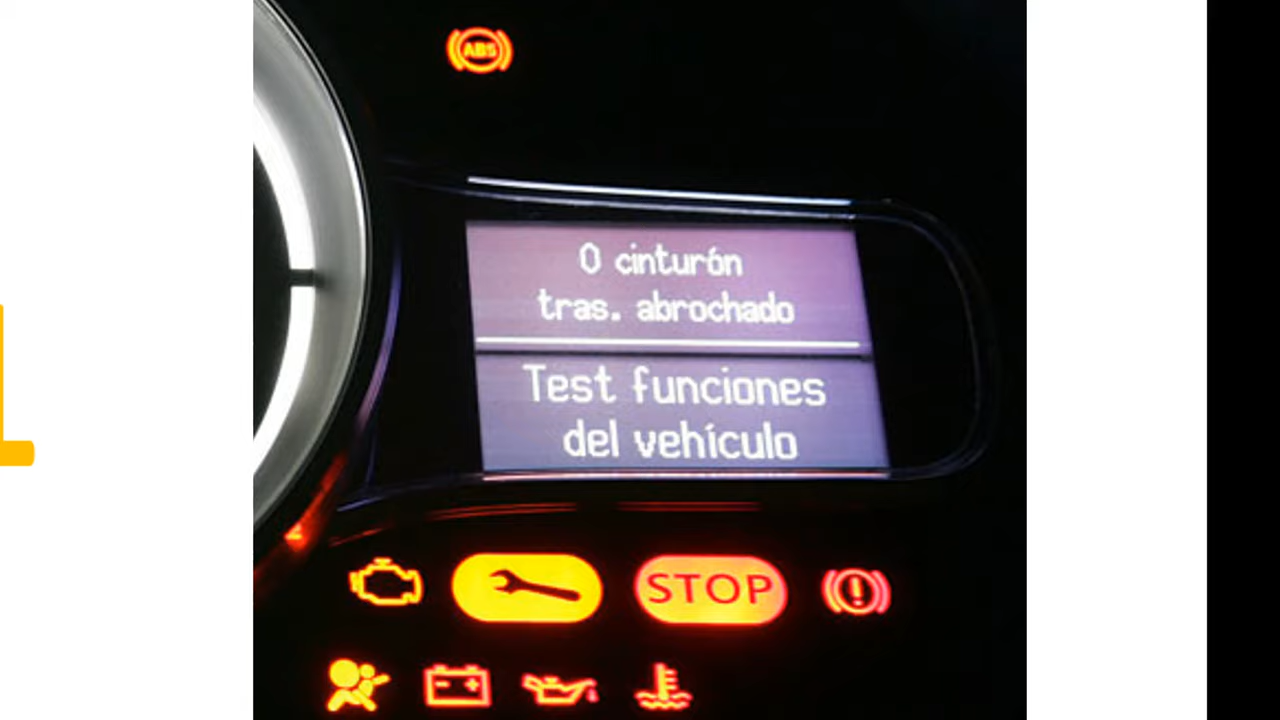 ABS
0 cinturón
tras. abrochado
Test funciones
del vehículo
STOP